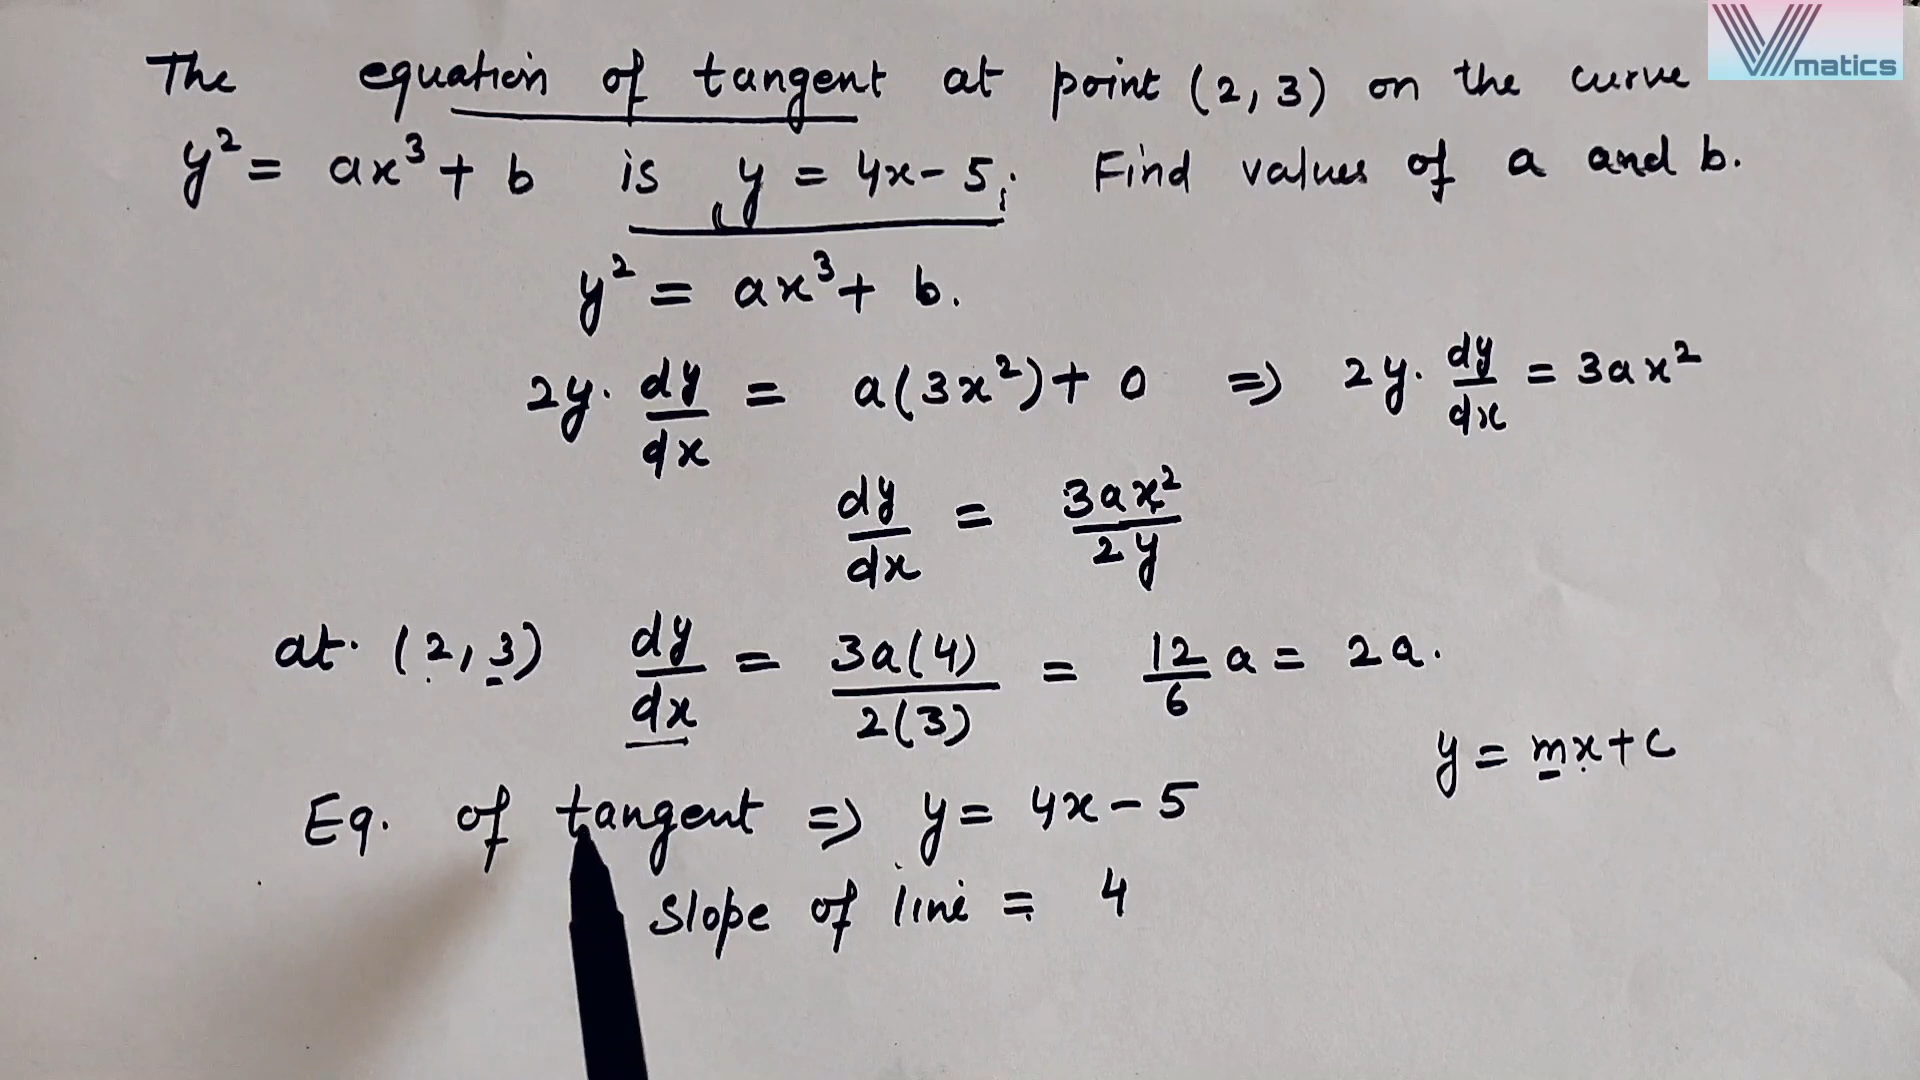 Vmatics
The equation of tangent at point (2, 3) on the curve
y² = ax³ + b is y = 4x - 5; Find values of a and b.
y² = ax³ + b.
2y. dy/dx = a(3x²) + 0 ⇒ 2y. dy/dx = 3ax²
dy/dx = 3ax²/2y
at. (2, 3) dy/dx = 3a(4)/2(3) = 12/6 a = 2a.
y = mx + c
Eq. of tangent ⇒ y = 4x - 5
Slope of line = 4